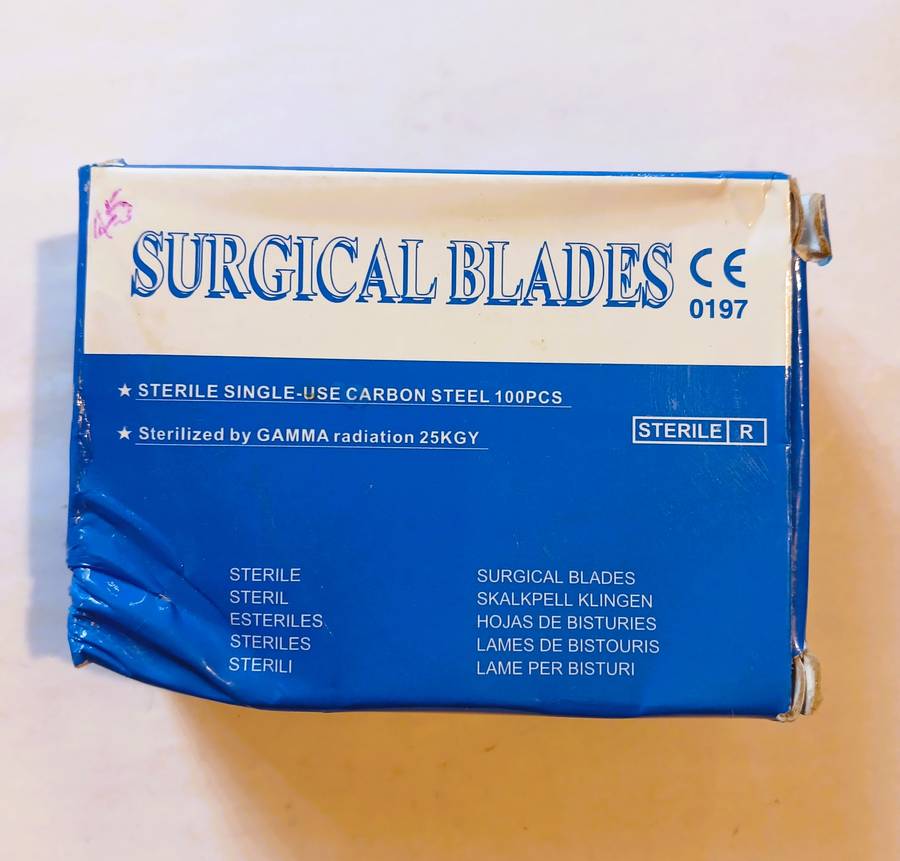 SURGICAL BLADES
CE
0197
★ STERILE SINGLE-USE CARBON STEEL 100PCS
★ Sterilized by GAMMA radiation 25KGY
STERILE R
STERILE SURGICAL BLADES
STERIL SKALKPELL KLINGEN
ESTERILES HOJAS DE BISTURIES
STERILES LAMES DE BISTOURIS
STERILI LAME PER BISTURI